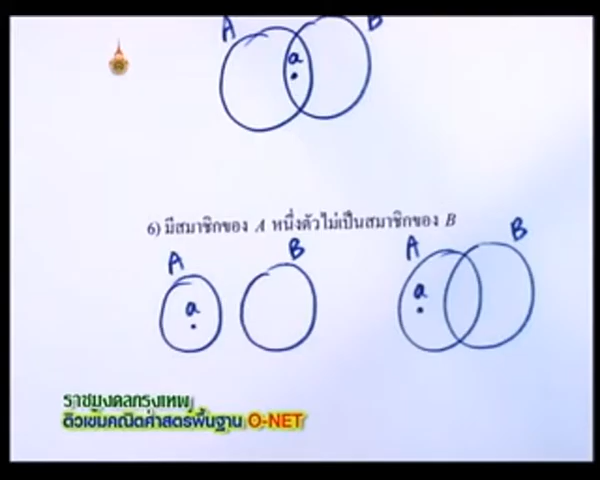 A B
a
6) มีสมาชิกของ A หนึ่งตัวไม่เป็นสมาชิกของ B
A B A B
a a
ราชมงคลกรุงเทพ
ติวเข้มคณิตศาสตร์พื้นฐาน O-NET